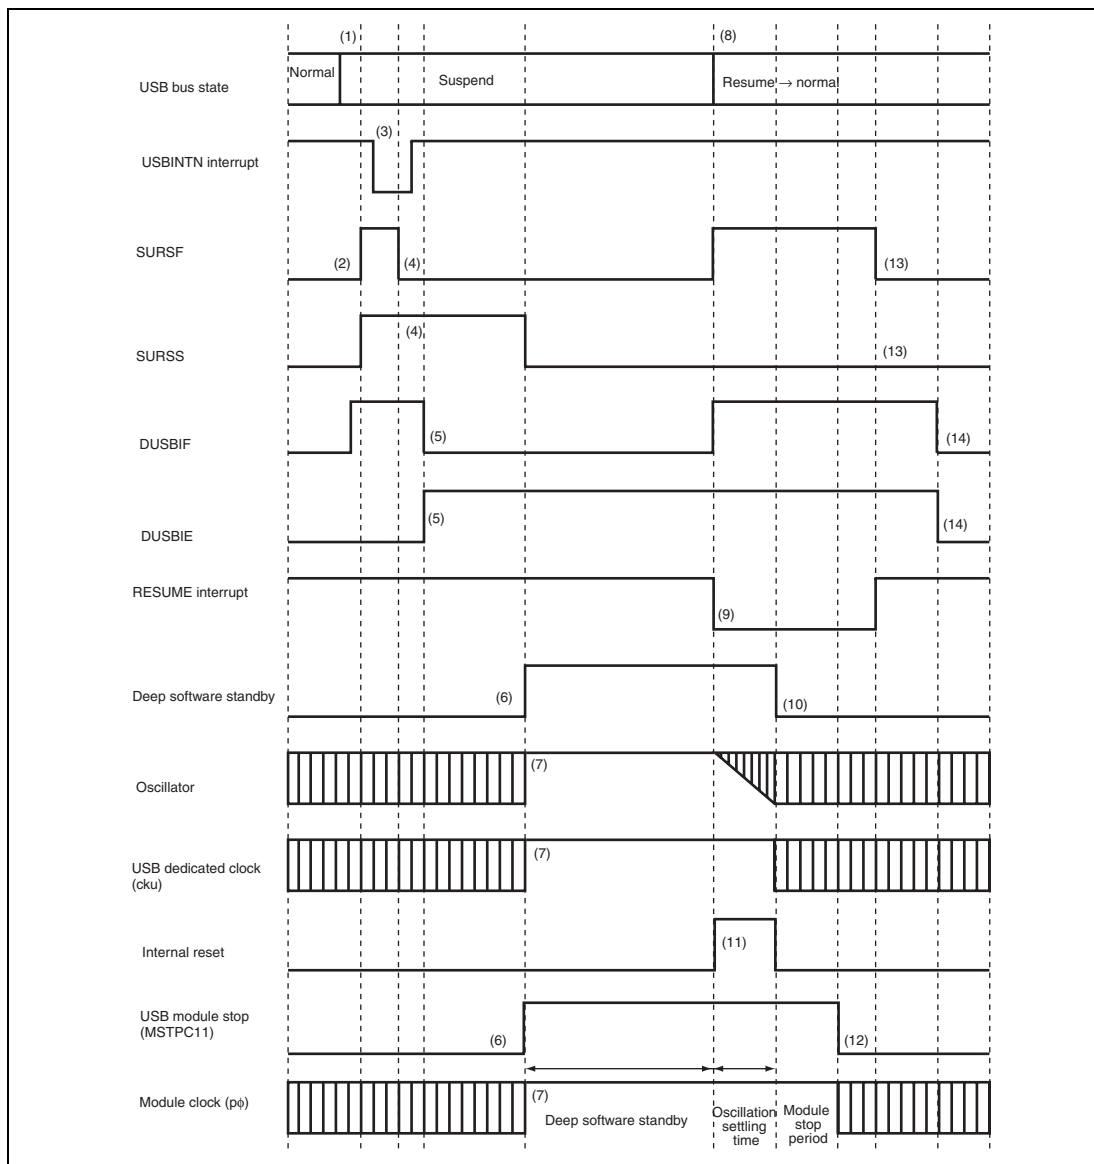 (1)
(8)
Normal
USB bus state
Suspend
Resume → normal
(3)
USBINTN interrupt
SURSF
(2)
(4)
(13)
SURSS
(4)
(13)
DUSBIF
(5)
(14)
DUSBIE
(5)
(14)
RESUME interrupt
(9)
Deep software standby
(6)
(10)
Oscillator
(7)
USB dedicated clock
(cku)
(7)
Internal reset
(11)
USB module stop
(MSTPC11)
(6)
(12)
Module clock (pϕ)
(7)
Deep software standby
Oscillation
settling
time
Module
stop
period